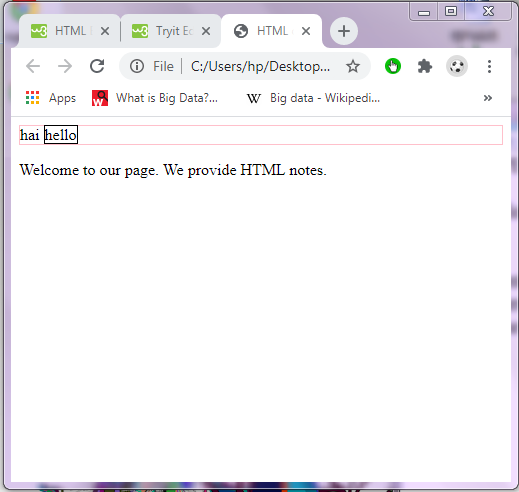 HTML Tryit Ed HTML
File C:/Users/hp/Desktop...
Apps What is Big Data?... W Big data - Wikipedi... »
hai hello
Welcome to our page. We provide HTML notes.